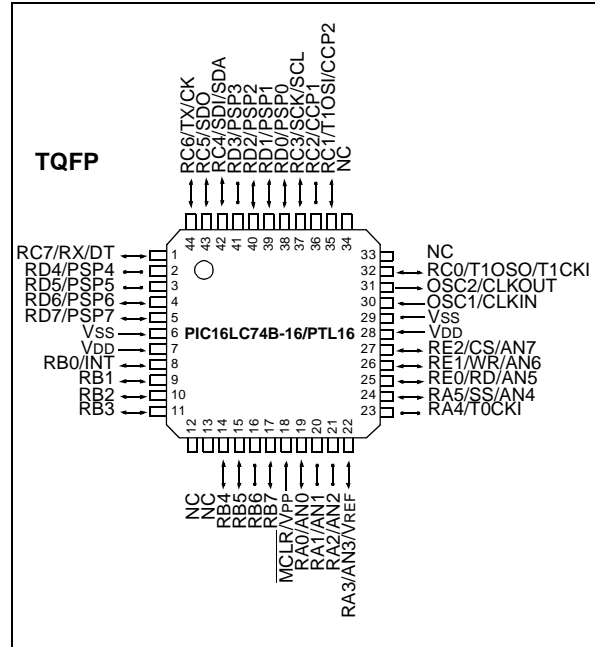 TQFP
RC6/TX/CK
RC5/SDO
RC4/SDI/SDA
RD3/PSP3
RD2/PSP2
RD1/PSP1
RD0/PSP0
RC3/SCK/SCL
RC2/CCP1
RC1/T1OSI/CCP2
NC
44
43
42
41
40
39
38
37
36
35
34
RC7/RX/DT 1
RD4/PSP4 2
RD5/PSP5 3
RD6/PSP6 4
RD7/PSP7 5
VSS 6
VDD 7
RB0/INT 8
RB1 9
RB2 10
RB3 11
PIC16LC74B-16/PTL16
33 NC
32 RC0/T1OSO/T1CKI
31 OSC2/CLKOUT
30 OSC1/CLKIN
29 VSS
28 VDD
27 RE2/CS/AN7
26 RE1/WR/AN6
25 RE0/RD/AN5
24 RA5/SS/AN4
23 RA4/T0CKI
12
13
14
15
16
17
18
19
20
21
22
NC
NC
RB4
RB5
RB6
RB7
MCLR/VPP
RA0/AN0
RA1/AN1
RA2/AN2
RA3/AN3/VREF